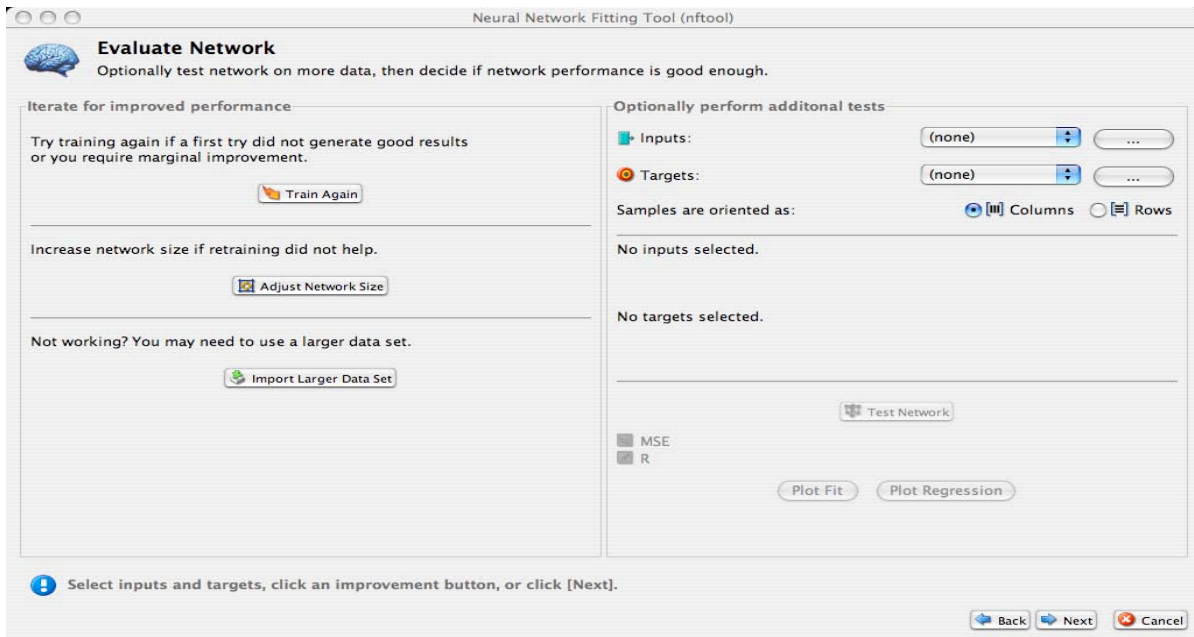 Neural Network Fitting Tool (nftool)
Evaluate Network
Optionally test network on more data, then decide if network performance is good enough.
Iterate for improved performance
Try training again if a first try did not generate good results
or you require marginal improvement.
Train Again
Increase network size if retraining did not help.
Adjust Network Size
Not working? You may need to use a larger data set.
Import Larger Data Set
Optionally perform additonal tests
Inputs: (none) ...
Targets: (none) ...
Samples are oriented as: Columns Rows
No inputs selected.
No targets selected.
Test Network
MSE
R
Plot Fit Plot Regression
Select inputs and targets, click an improvement button, or click [Next].
Back Next Cancel